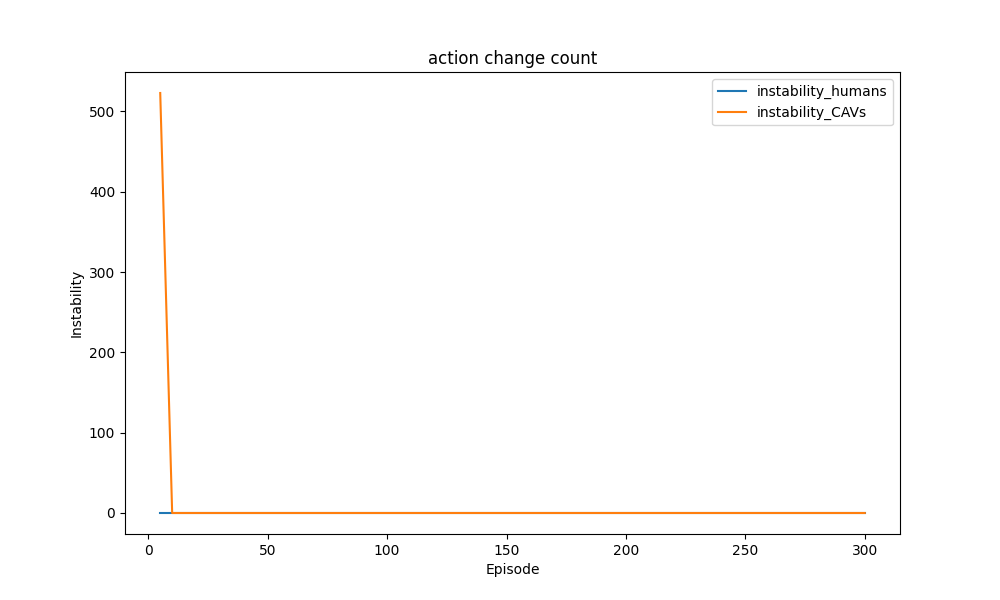 action change count
instability_humans
instability_CAVs
Instability
500
400
300
200
100
0
0 50 100 150 200 250 300
Episode